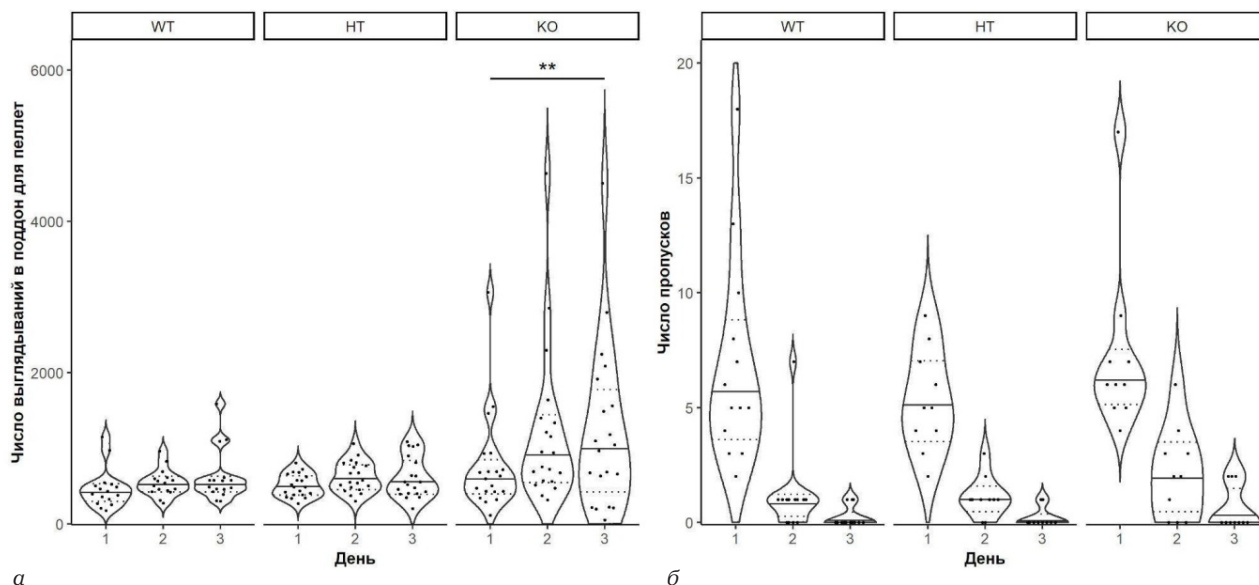 WT HT KO
**
Число выглядываний в поддон для пеллет
6000
4000
2000
0
1 2 3 1 2 3 1 2 3
День
а
WT HT KO
Число пропусков
20
15
10
5
0
1 2 3 1 2 3 1 2 3
День
б